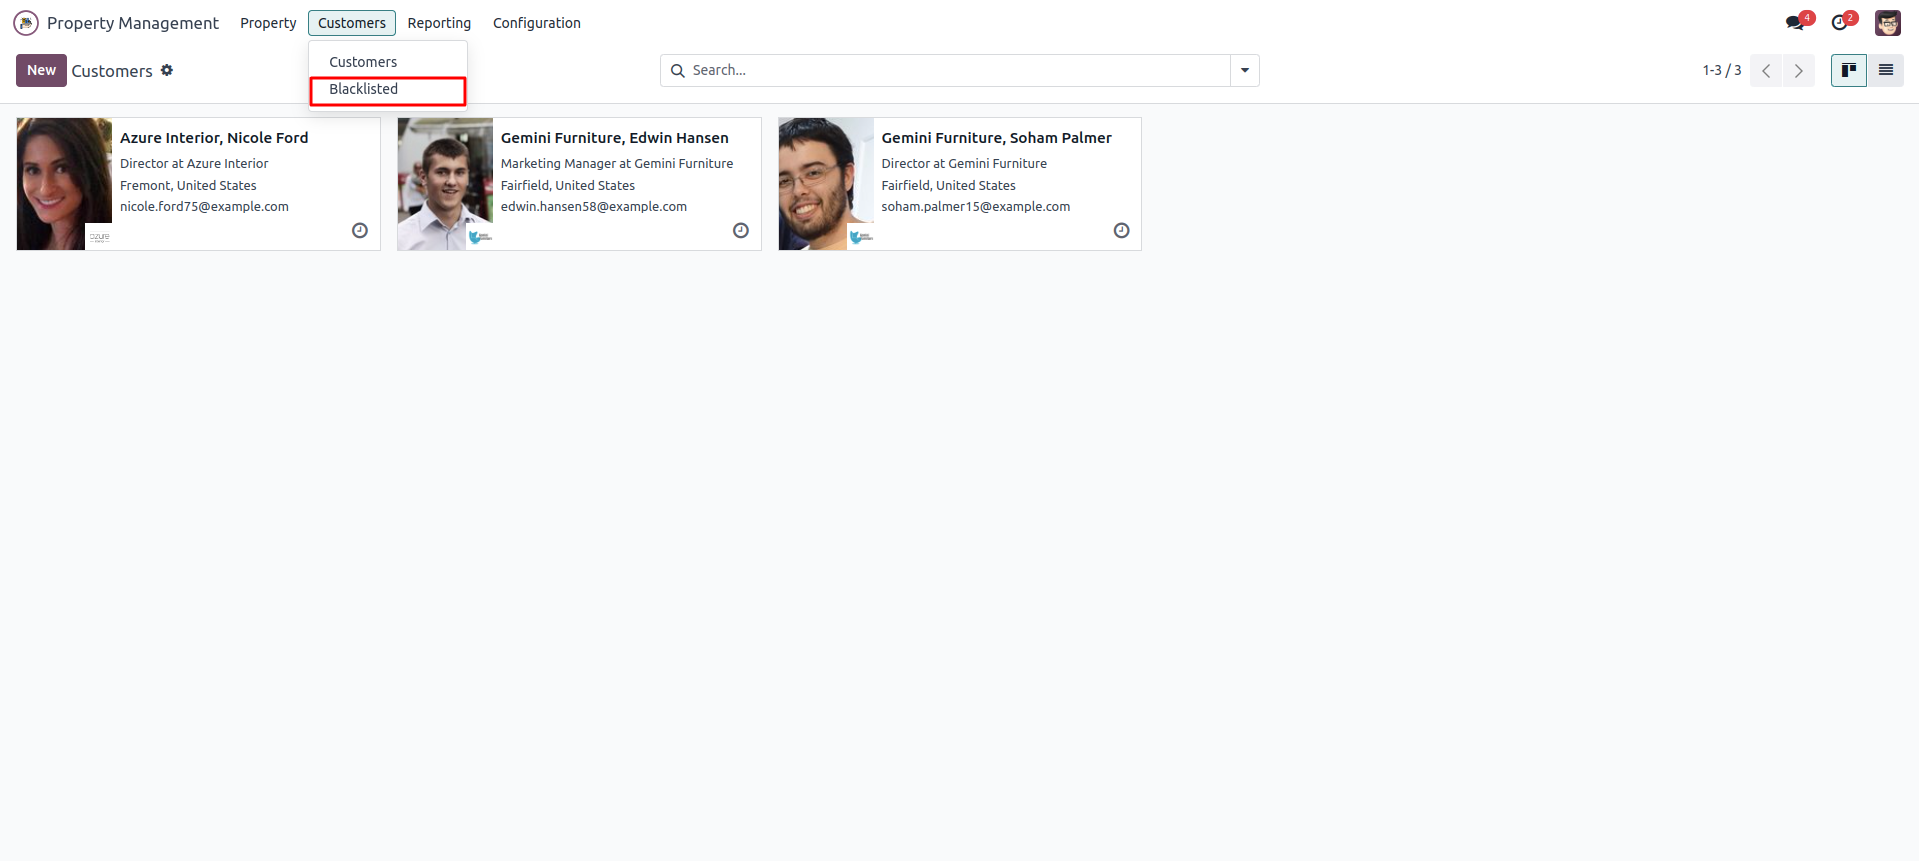 Property Management Property Customers Reporting Configuration 4 2
New Customers Search... 1-3 / 3
Customers
Blacklisted
Azure Interior, Nicole Ford
Director at Azure Interior
Fremont, United States
nicole.ford75@example.com
azure
Gemini Furniture, Edwin Hansen
Marketing Manager at Gemini Furniture
Fairfield, United States
edwin.hansen58@example.com
Gemini Furniture, Soham Palmer
Director at Gemini Furniture
Fairfield, United States
soham.palmer15@example.com